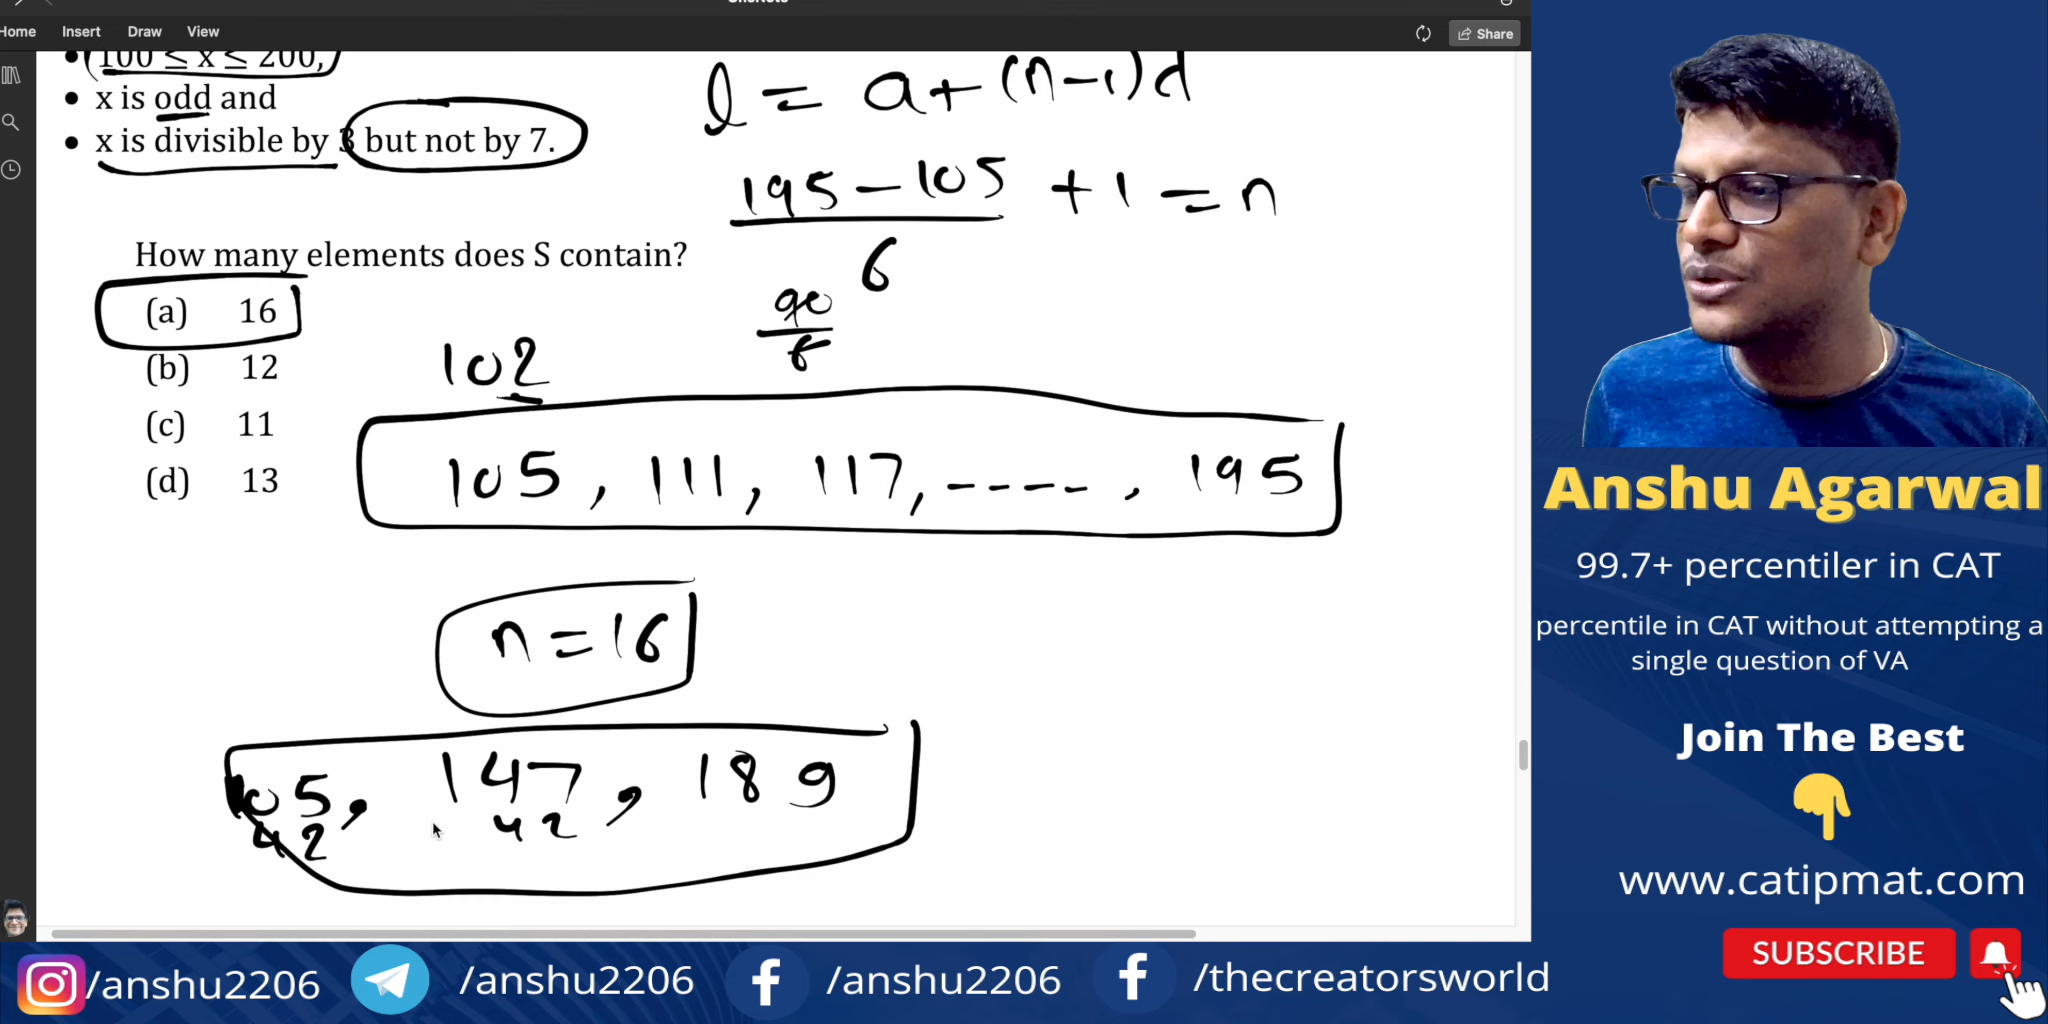 Home Insert Draw View
Share
• (100 ≤ x ≤ 200,)
• x is odd and
• x is divisible by 3 but not by 7.
l = a+(n-1)d
195-105 +1=n
6
90
6
How many elements does S contain?
(a) 16
(b) 12
(c) 11
(d) 13
102
105, 111, 117, ----, 195
n=16
105, 147, 189
42 42
Anshu Agarwal
99.7+ percentiler in CAT
percentile in CAT without attempting a
single question of VA
Join The Best
www.catipmat.com
SUBSCRIBE
/anshu2206 /anshu2206 /anshu2206 /thecreatorsworld